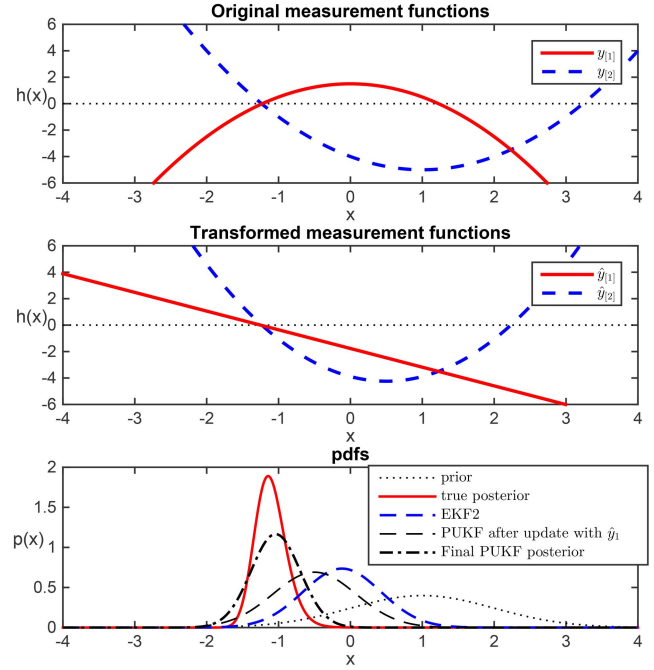 Original measurement functions
6
4
2
h(x) 0
-2
-4
-6
-4 -3 -2 -1 0 1 2 3 4
x
y[1]
y[2]
Transformed measurement functions
6
4
2
h(x) 0
-2
-4
-6
-4 -3 -2 -1 0 1 2 3 4
x
ŷ[1]
ŷ[2]
pdfs
2
1.5
p(x) 1
0.5
0
-4 -3 -2 -1 0 1 2 3 4
x
prior
true posterior
EKF2
PUKF after update with ŷ1
Final PUKF posterior